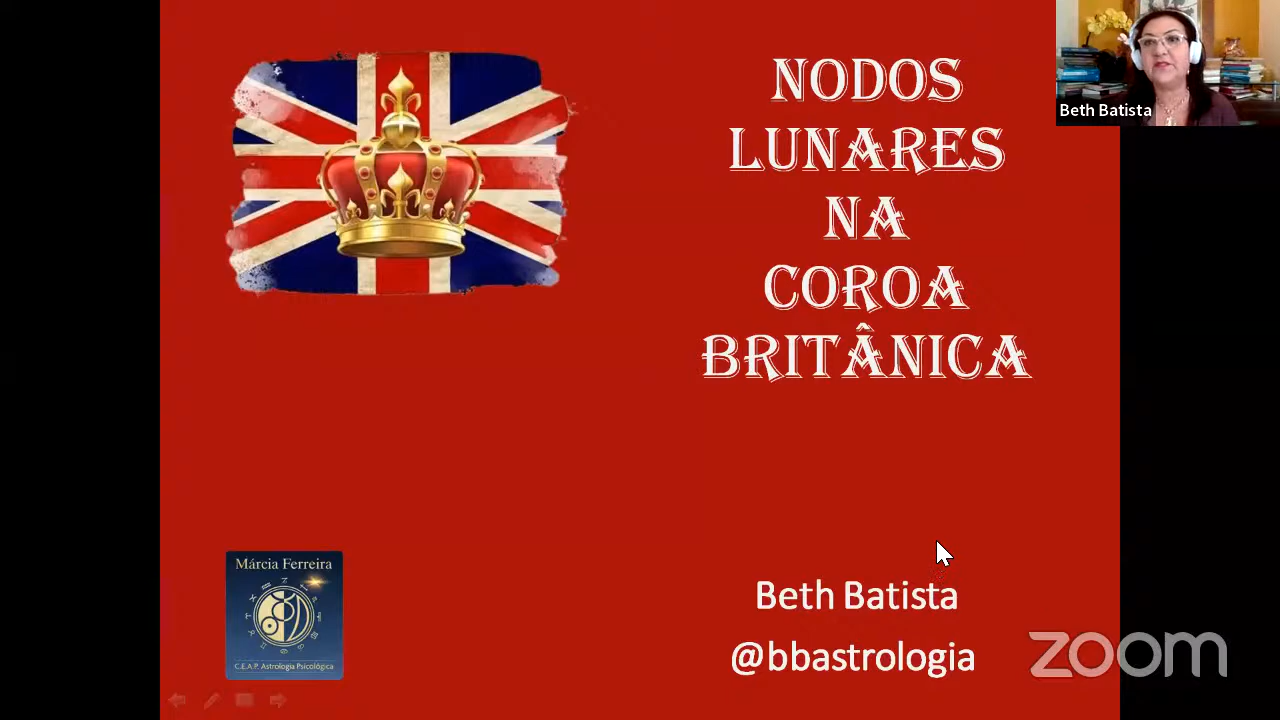 NODOS
LUNARES
NA
COROA
BRITÂNICA
Beth Batista
Márcia Ferreira
C.E.A.P. Astrologia Psicológica
Beth Batista
@bbastrologia
zoom